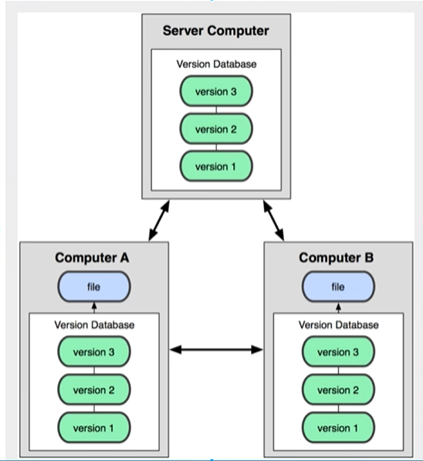 Server Computer
Version Database
version 3
version 2
version 1
Computer A
file
Version Database
version 3
version 2
version 1
Computer B
file
Version Database
version 3
version 2
version 1